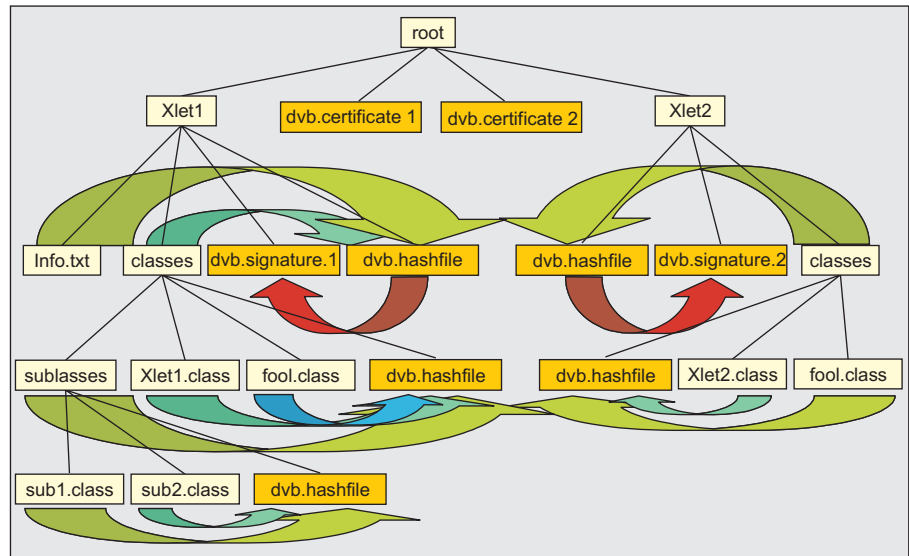 root
Xlet1
dvb.certificate 1
dvb.certificate 2
Xlet2
Info.txt
classes
dvb.signature.1
dvb.hashfile
dvb.hashfile
dvb.signature.2
classes
sublasses
Xlet1.class
fool.class
dvb.hashfile
dvb.hashfile
Xlet2.class
fool.class
sub1.class
sub2.class
dvb.hashfile